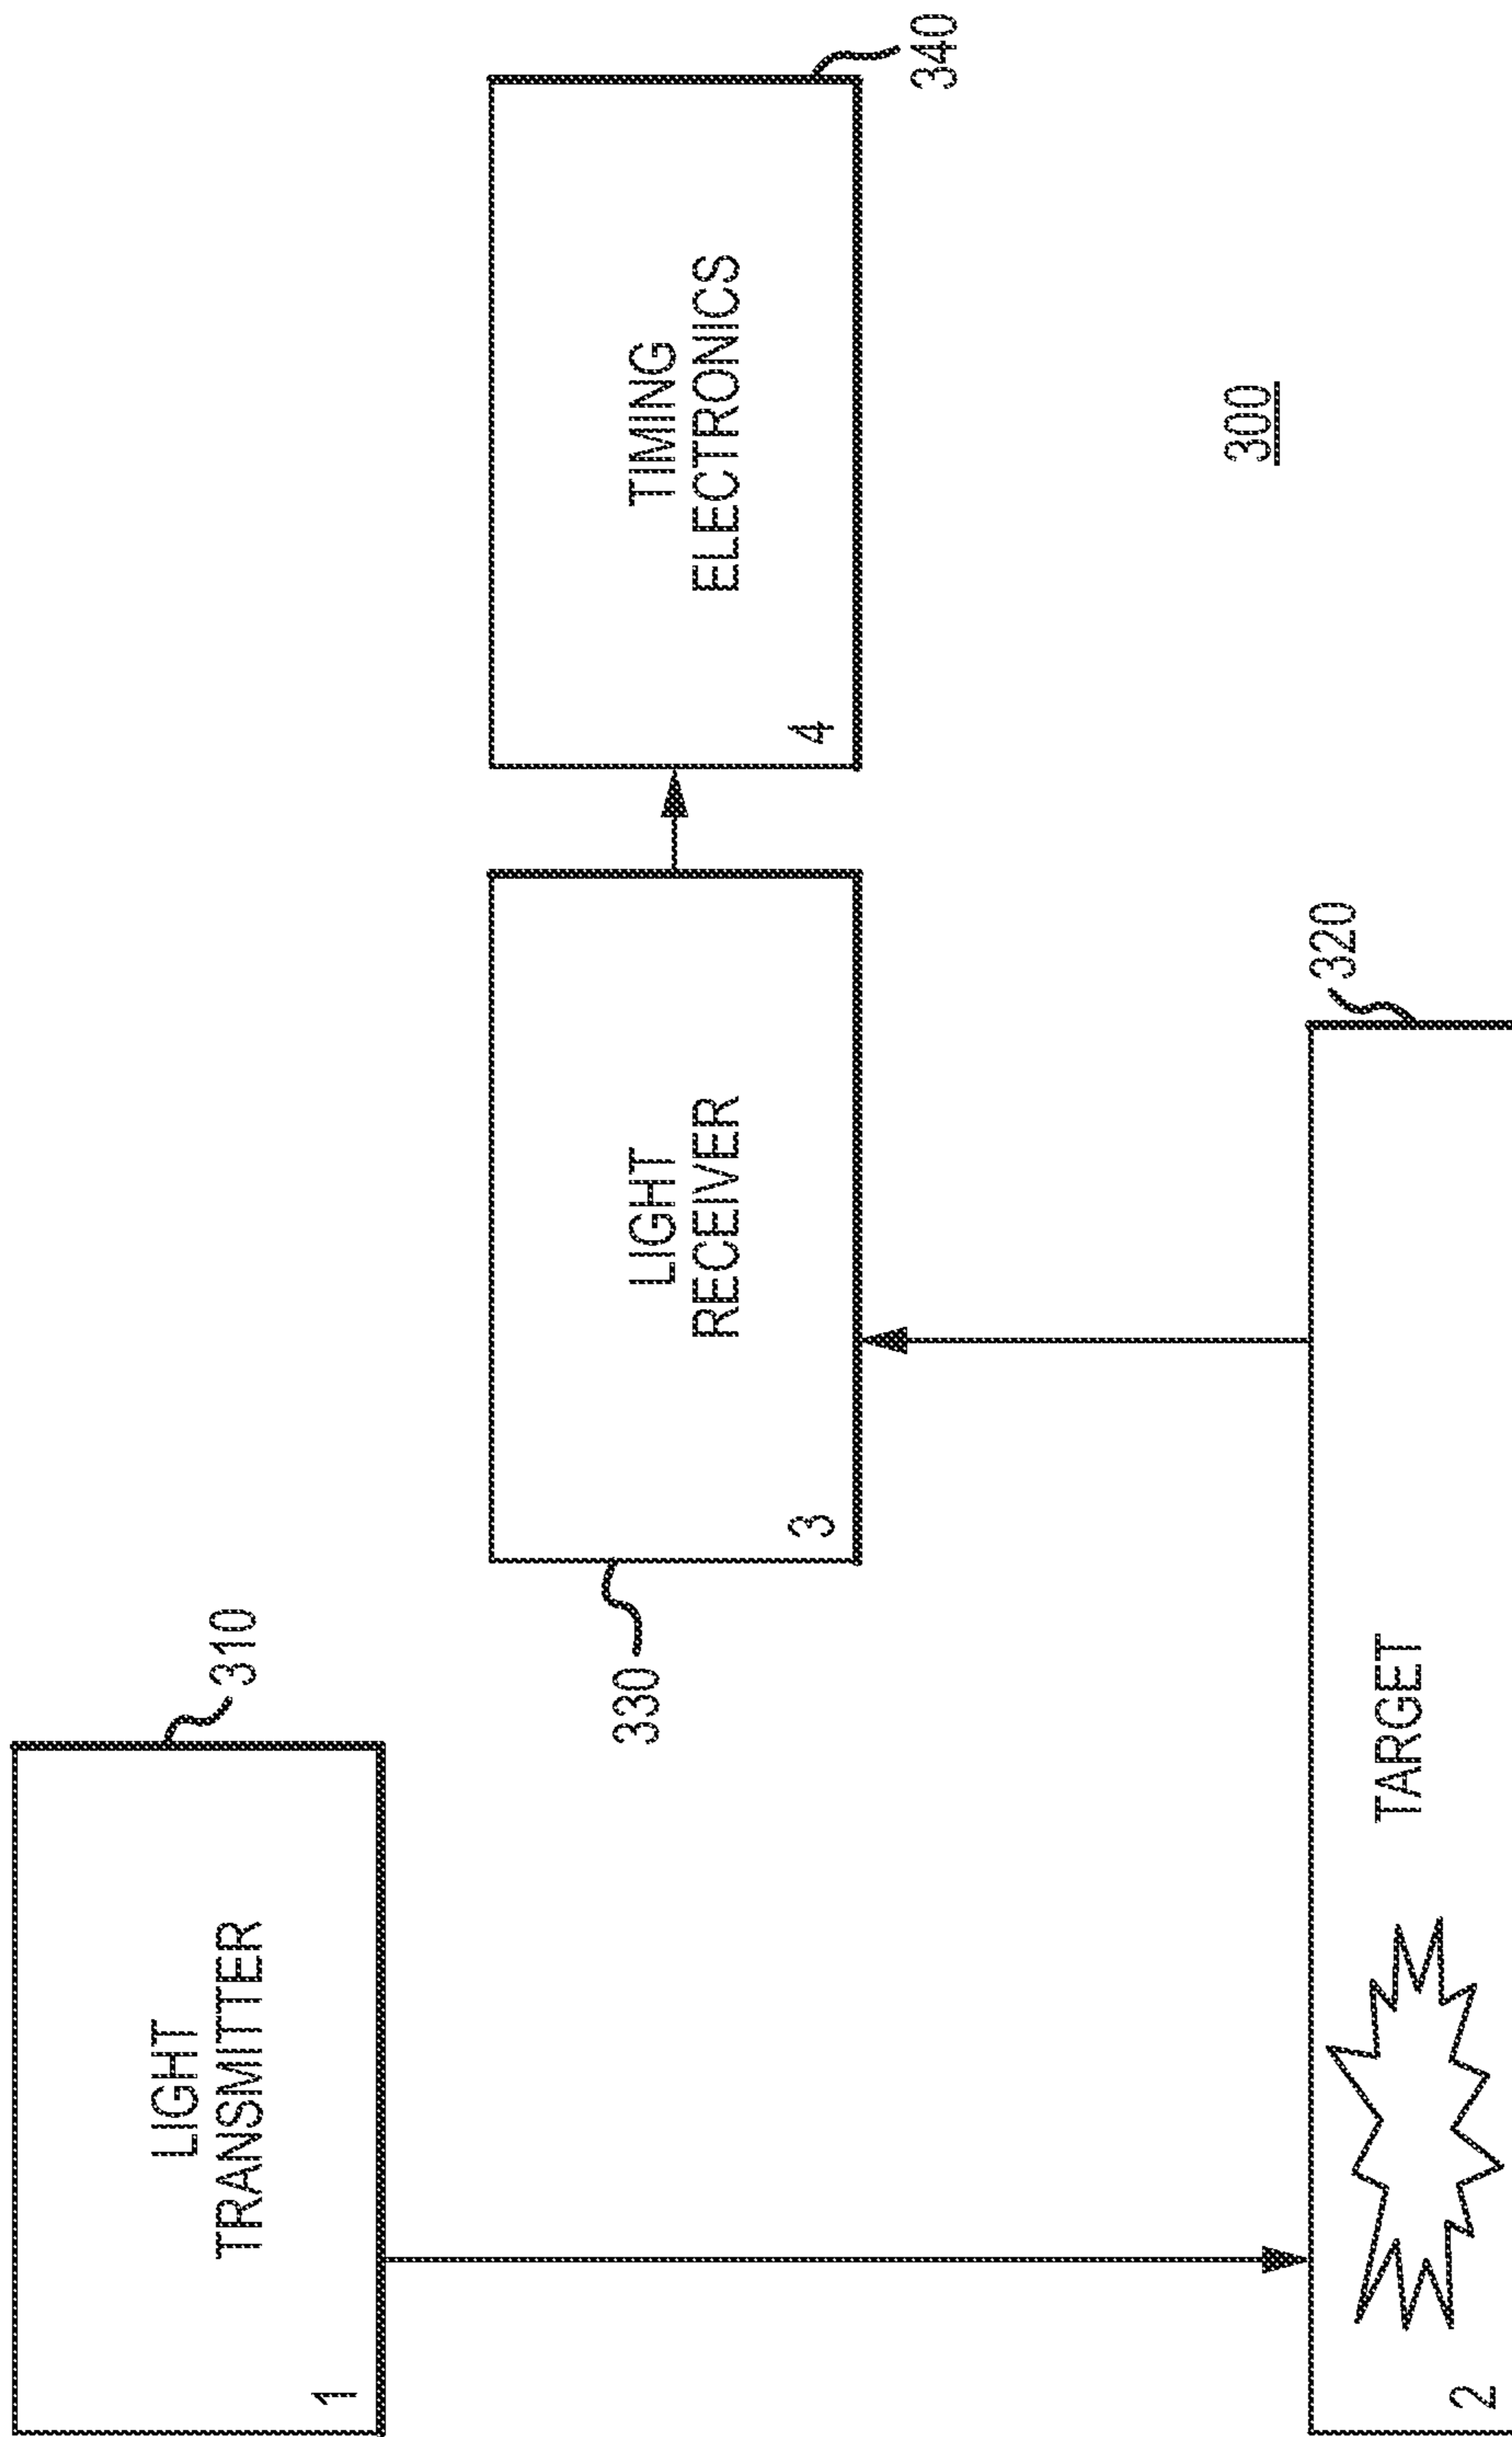 LIGHT
TRANSMITTER
1
310
330
LIGHT
RECEIVER
3
TIMING
ELECTRONICS
4
340
300
TARGET
2
320